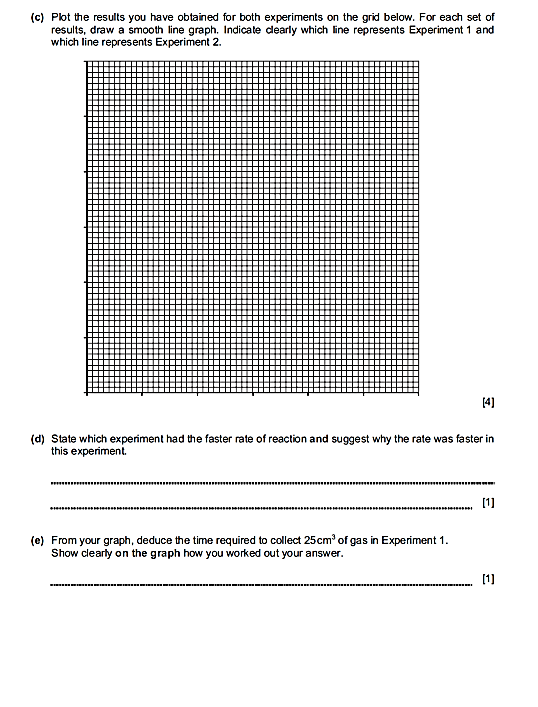 (c) Plot the results you have obtained for both experiments on the grid below. For each set of
results, draw a smooth line graph. Indicate clearly which line represents Experiment 1 and
which line represents Experiment 2.
[4]
(d) State which experiment had the faster rate of reaction and suggest why the rate was faster in
this experiment.
[1]
(e) From your graph, deduce the time required to collect 25 cm³ of gas in Experiment 1.
Show clearly on the graph how you worked out your answer.
[1]